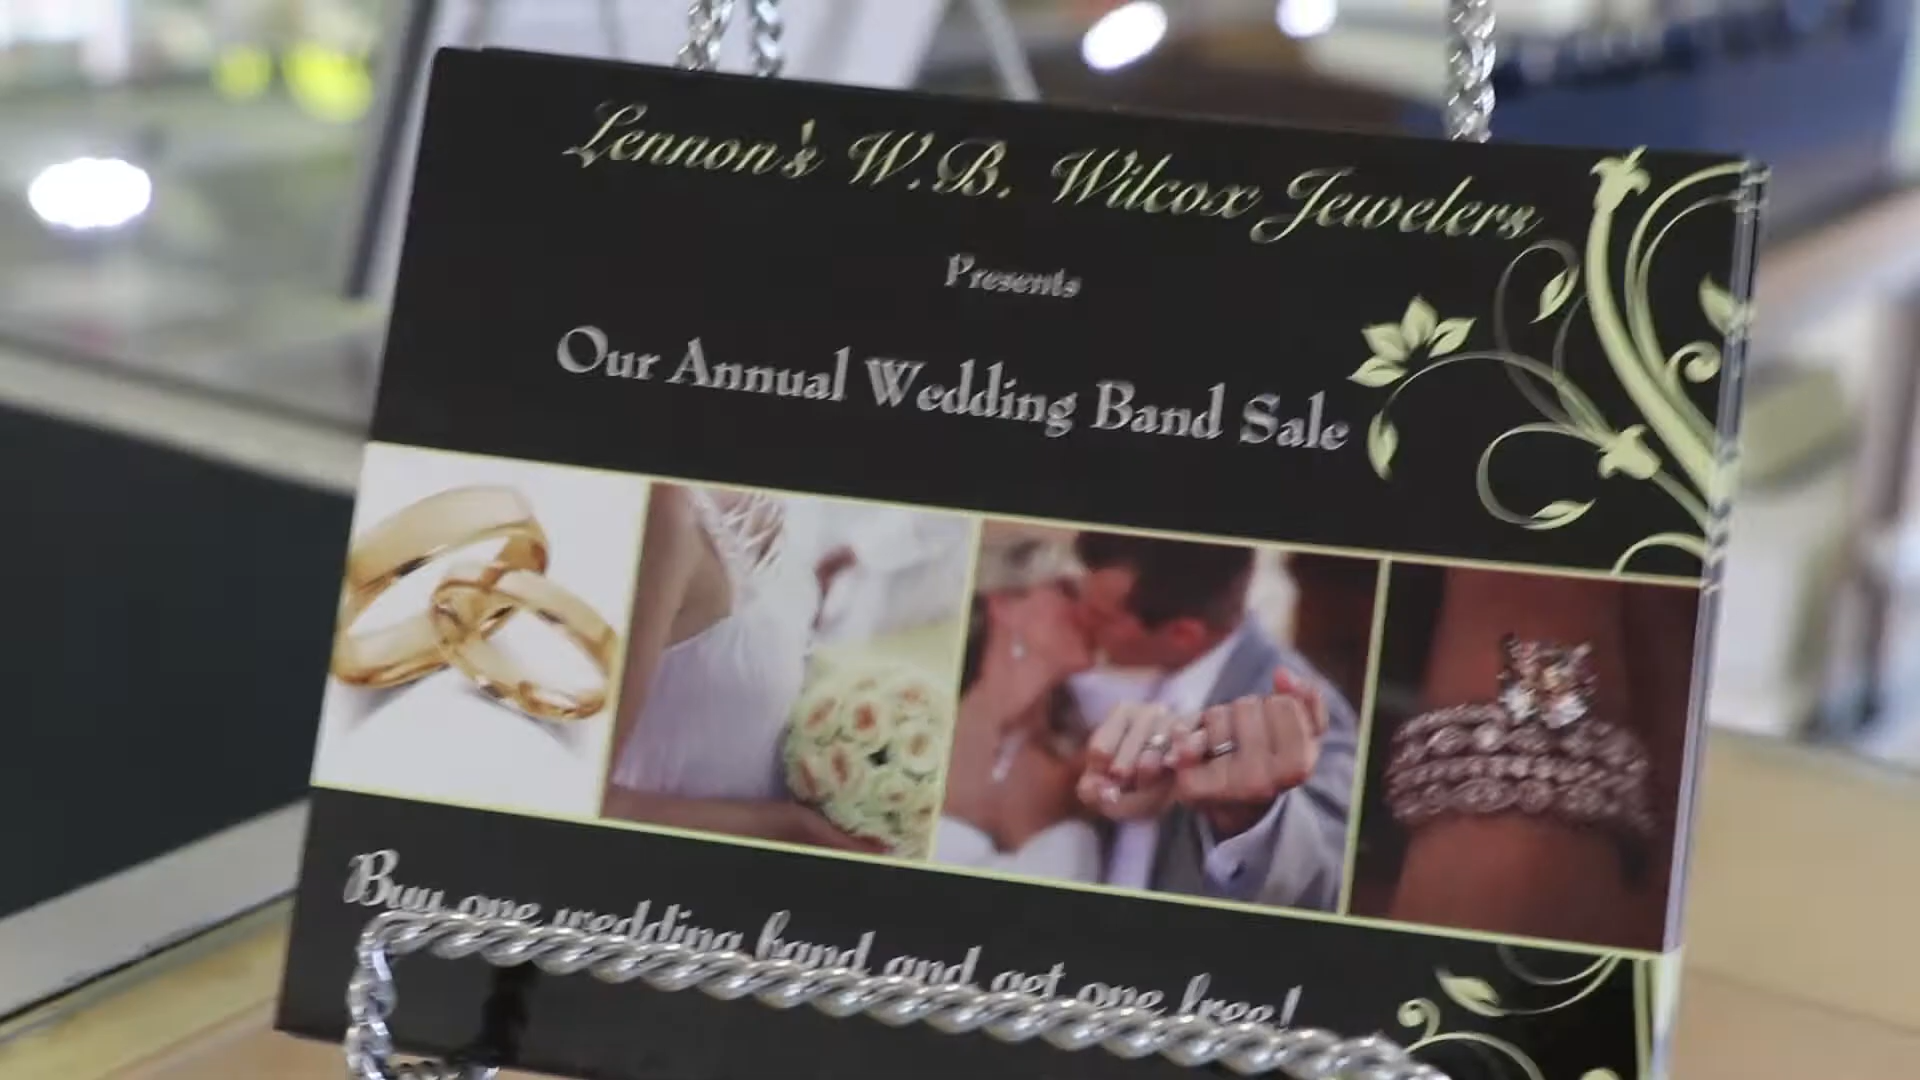 Lennon's W.B. Wilcox Jewelers
Presents
Our Annual Wedding Band Sale
Buy one wedding band and get one free!